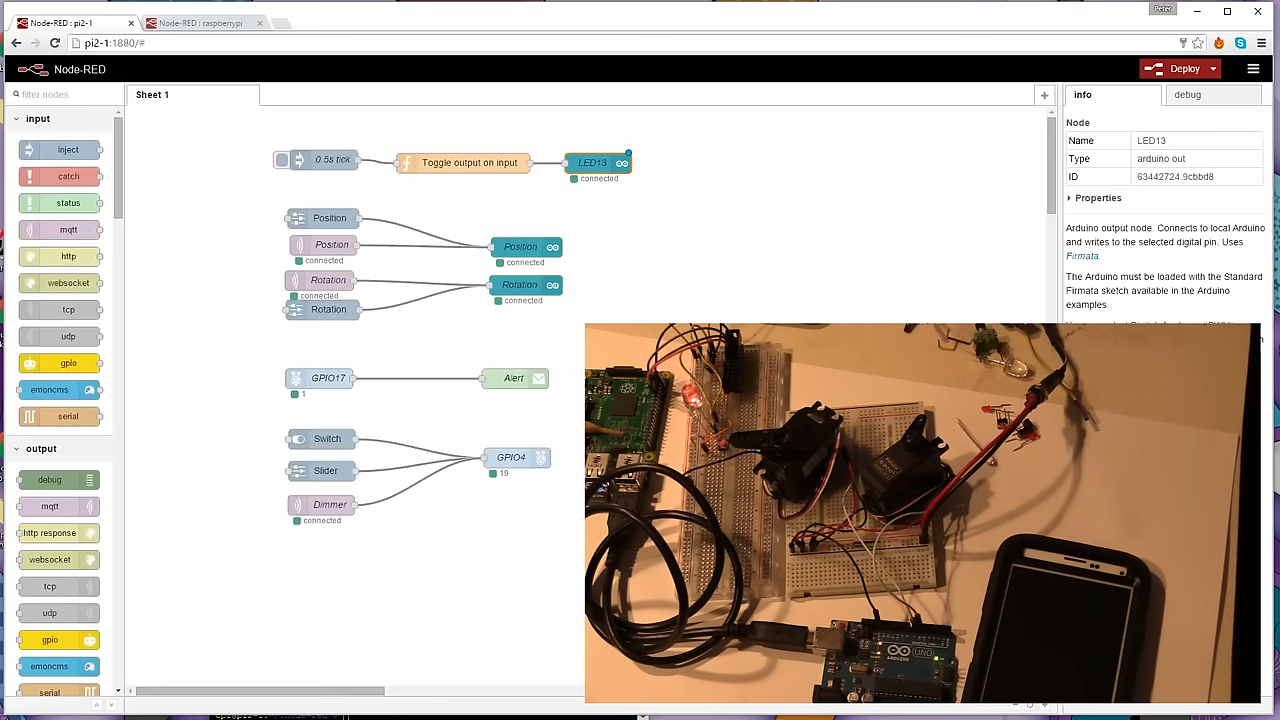 Peter
Node-RED : pi2-1
Node-RED : raspberrypi
pi2-1:1880/#
Node-RED
Deploy
filter nodes
Sheet 1
info
debug
input
inject
catch
status
mqtt
http
websocket
tcp
udp
gpio
emoncms
serial
output
debug
mqtt
http response
websocket
tcp
udp
gpio
emoncms
serial
0.5s tick
Toggle output on input
LED13
connected
Position
Position
connected
Position
connected
Rotation
connected
Rotation
Rotation
connected
GPIO17
1
Alert
Switch
Slider
Dimmer
connected
GPIO4
19
Node
Name LED13
Type arduino out
ID 63442724.9cbbd8
Properties
Arduino output node. Connects to local Arduino
and writes to the selected digital pin. Uses
Firmata.
The Arduino must be loaded with the Standard
Firmata sketch available in the Arduino
examples.
UNO
ARDUINO